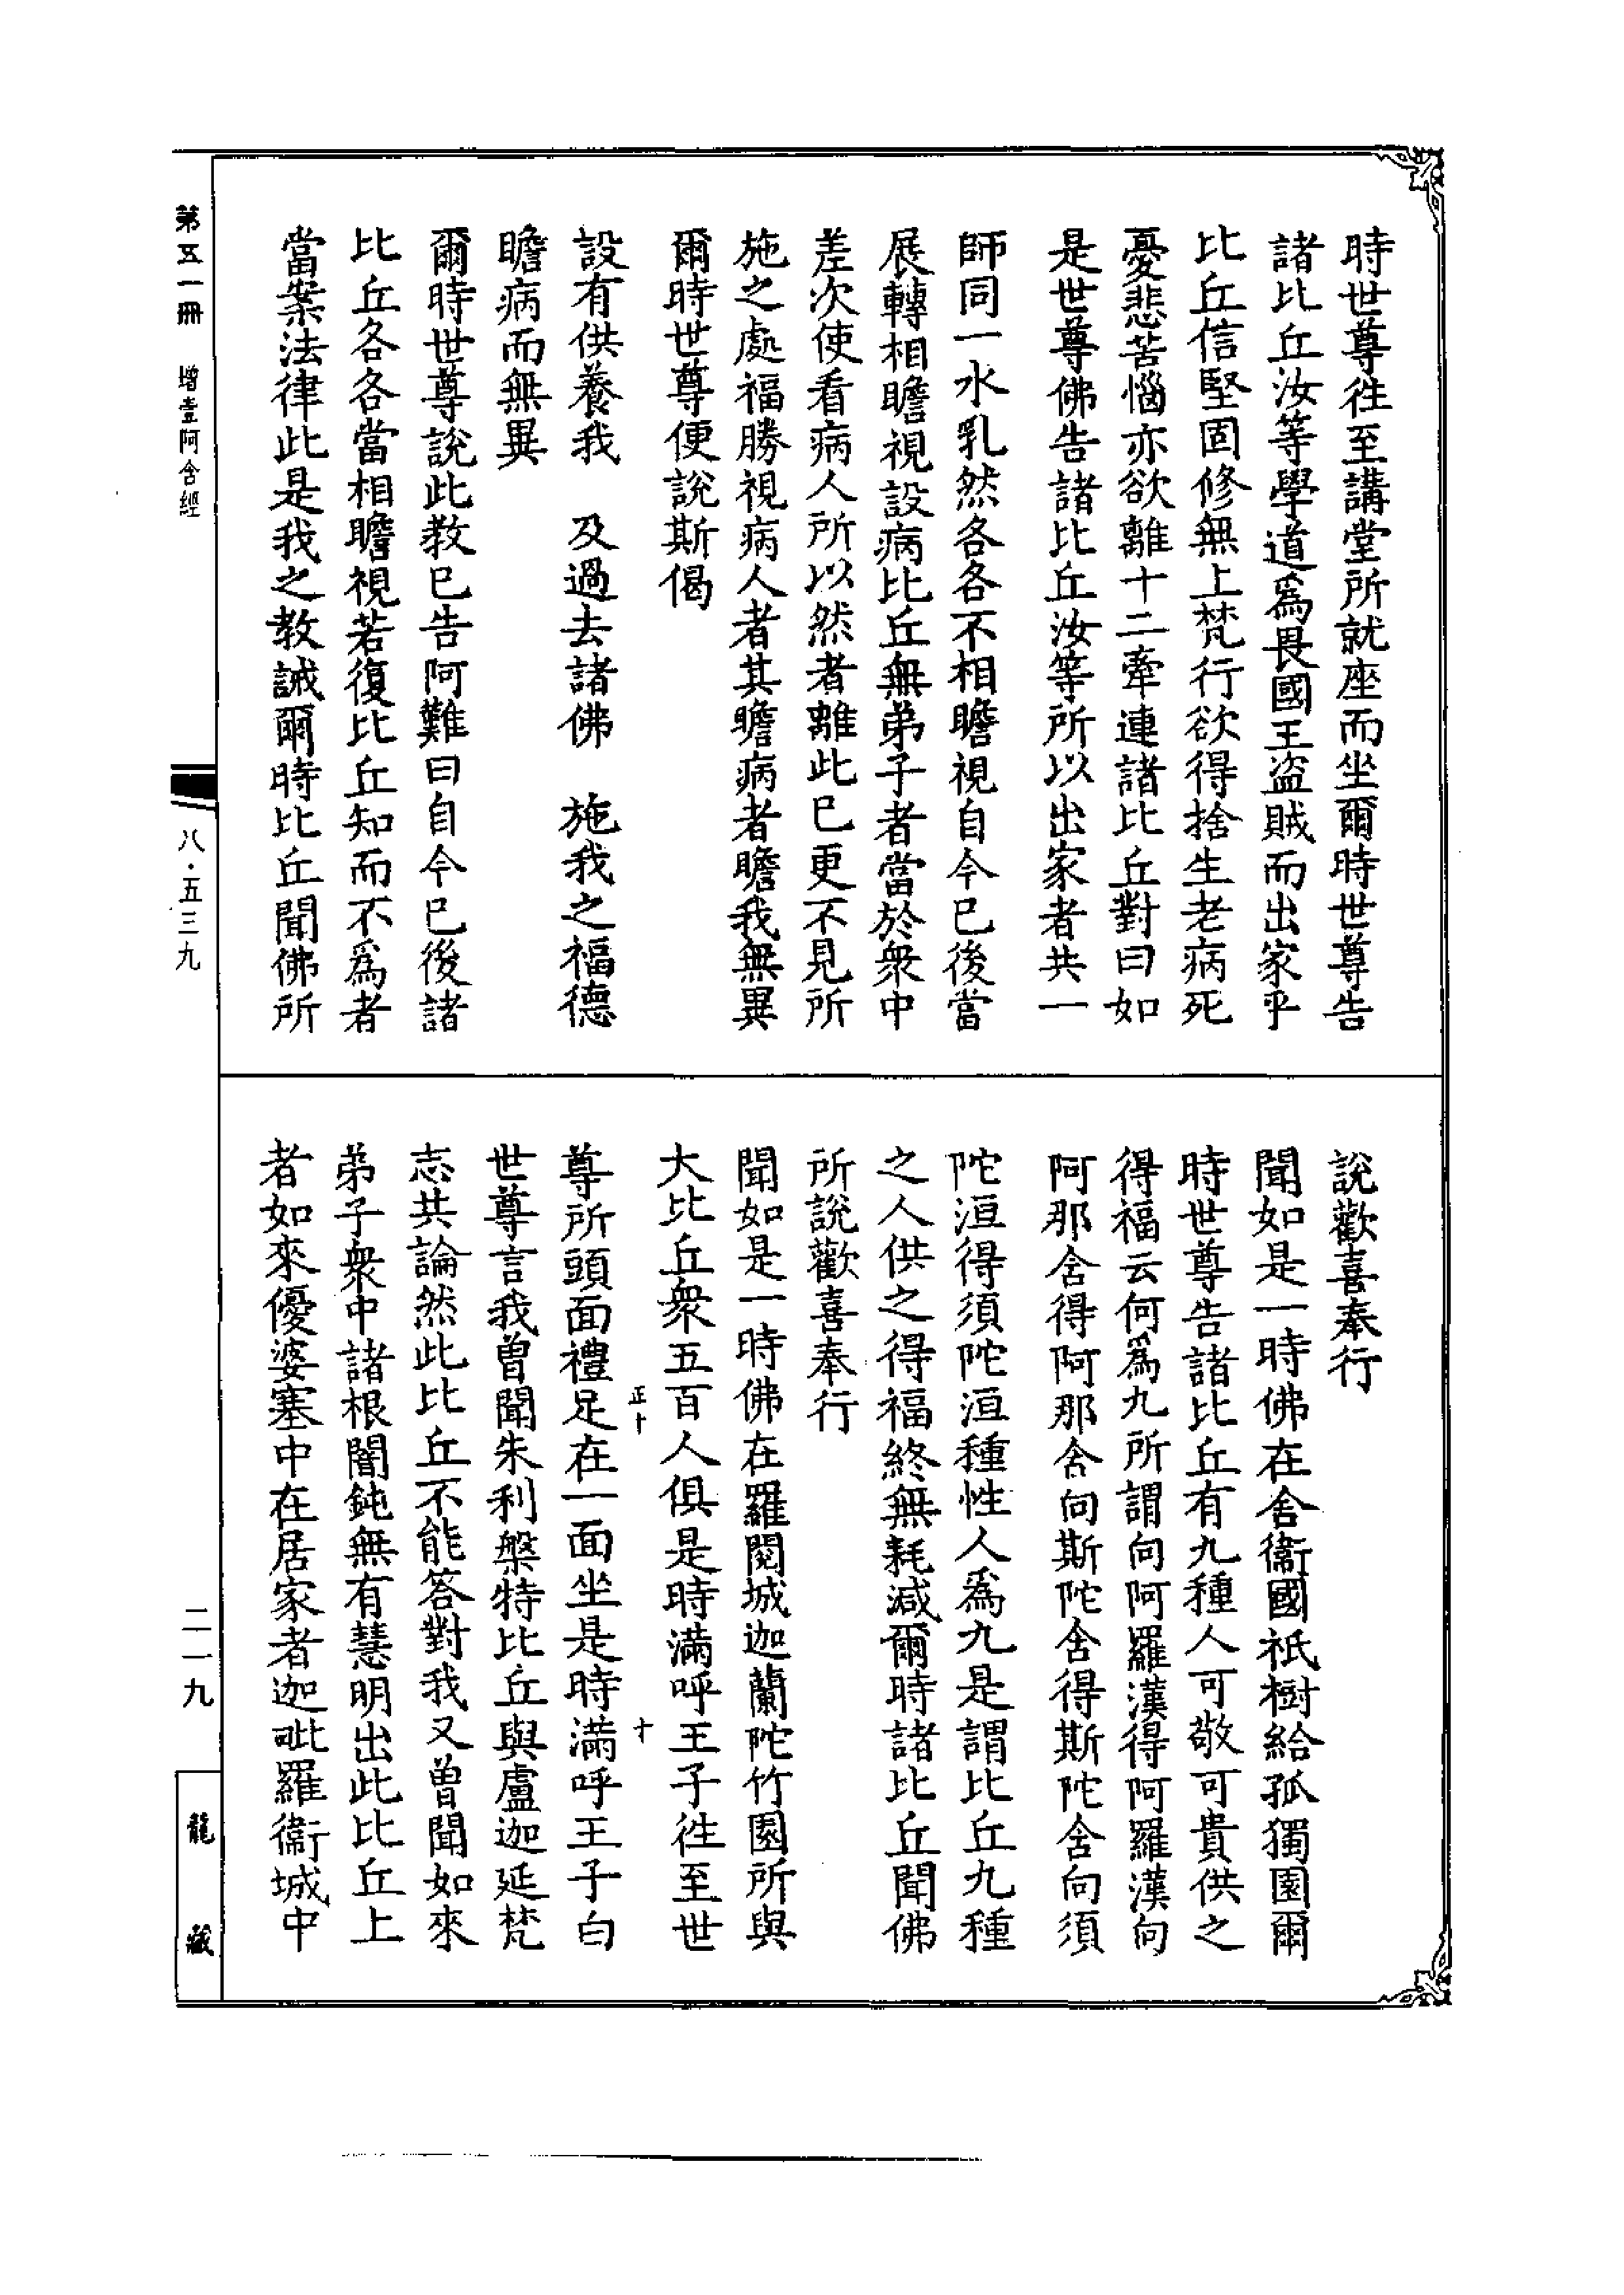 時世尊往至講堂所就座而坐爾時世尊告
諸比丘汝等學道爲畏國王盜賊而出家乎
比丘信堅固修無上梵行欲得捨生老病死
憂悲苦惱亦欲離十二牽連諸比丘對曰如
是世尊佛告諸比丘汝等所以出家者共一
師同一水乳然各各不相瞻視自今已後當
展轉相瞻視設病比丘無弟子者當於衆中
差次使看病人所以然者離此已更不見所
施之處福勝視病人者其瞻病者瞻我無異
爾時世尊便說斯偈
設有供養我　及過去諸佛　施我之福德
瞻病而無異
爾時世尊說此教已告阿難曰自今已後諸
比丘各各當相瞻視若復比丘知而不爲者
當案法律此是我之教誡爾時比丘聞佛所
說歡喜奉行
聞如是一時佛在舍衞國祇樹給孤獨園爾
時世尊告諸比丘有九種人可敬可貴供之
得福云何爲九所謂向阿羅漢得阿羅漢向
阿那含得阿那含向斯陀含得斯陀含向須
陀洹得須陀洹種性人爲九是謂比丘九種
之人供之得福終無耗減爾時諸比丘聞佛
所說歡喜奉行
聞如是一時佛在羅閱城迦蘭陀竹園所與
大比丘衆五百人俱是時滿呼王子往至世
正十
十
尊所頭面禮足在一面坐是時滿呼王子白
世尊言我曾聞朱利槃特比丘與盧迦延梵
志共論然此比丘不能答對我又曾聞如來
弟子衆中諸根闇鈍無有慧明出此比丘上
者如來優婆塞中在居家者迦毗羅衞城中
第五一冊　增壹阿含經
八·五三九
二一九
龍藏